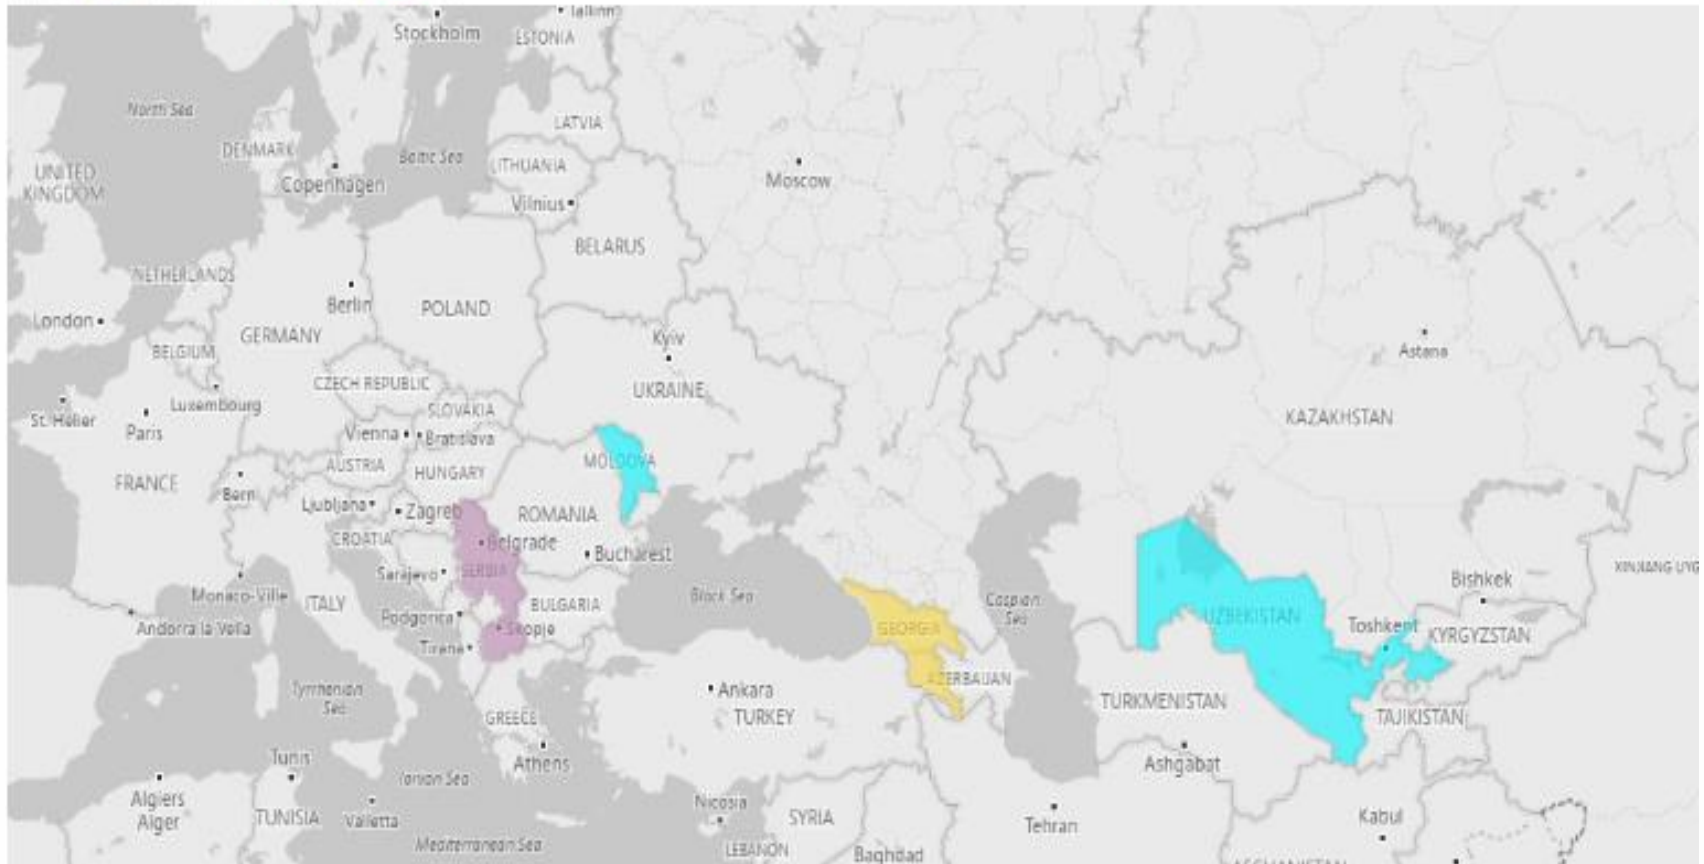 Tallinn
Stockholm
ESTONIA
North Sea
LATVIA
DENMARK
Baltic Sea
LITHUANIA
UNITED
KINGDOM
Copenhagen
Moscow
Vilnius
BELARUS
NETHERLANDS
Berlin
POLAND
London
GERMANY
Kyiv
BELGIUM
Astana
CZECH REPUBLIC
UKRAINE
Luxembourg
SLOVAKIA
St. Helier
Paris
KAZAKHSTAN
Vienna
Bratislava
AUSTRIA
MOLDOVA
HUNGARY
FRANCE
Bern
Ljubljana
Zagreb
ROMANIA
CROATIA
Belgrade
Bucharest
Sarajevo
SERBIA
XINJIANG UYG
Bishkek
Monaco-Ville
ITALY
BULGARIA
Black Sea
Caspian
Sea
Podgorica
UZBEKISTAN
Andorra la Vella
Skopje
GEORGIA
Toshkent
KYRGYZSTAN
Tirana
AZERBAIJAN
Tyrrhenian
Sea
Ankara
TURKMENISTAN
GREECE
TURKEY
TAJIKISTAN
Tunis
Athens
Ashgabat
Ionian Sea
Algiers
Alger
Nicosia
TUNISIA
Valletta
SYRIA
Tehran
Kabul
Mediterranean Sea
LEBANON
Baghdad
AFGHANISTAN